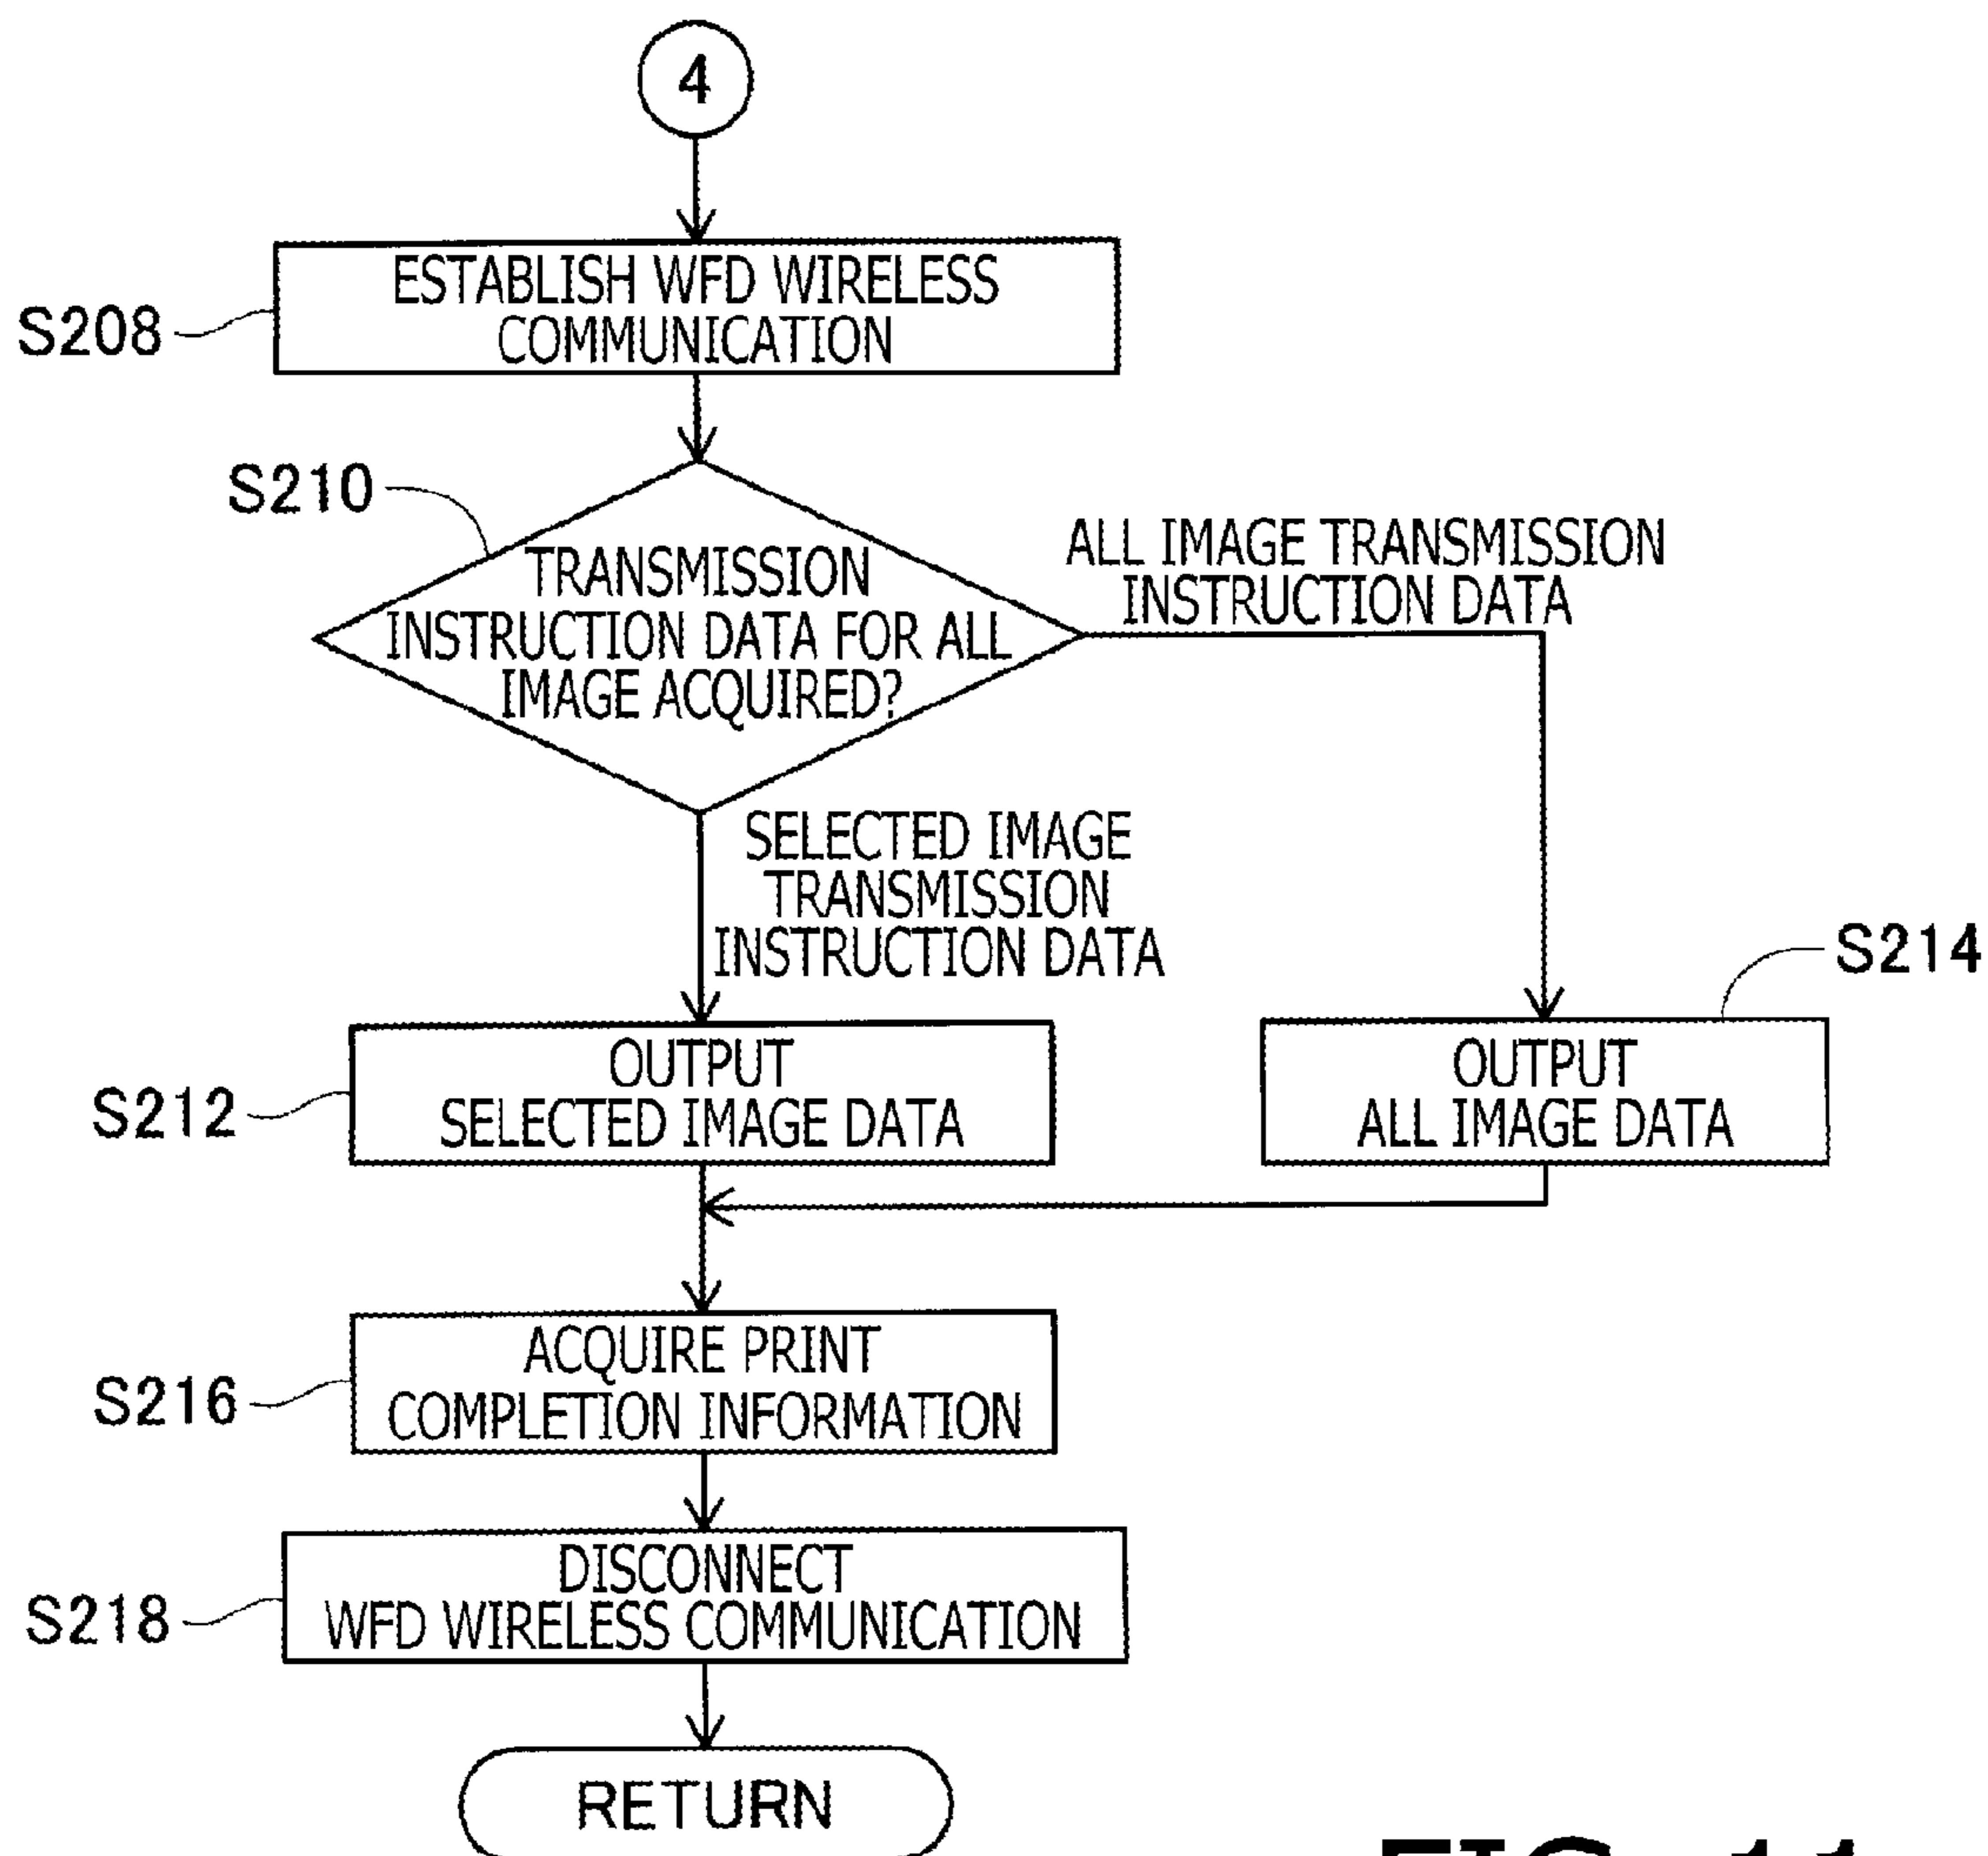 4
ESTABLISH WFD WIRELESS
COMMUNICATION
S208
S210
TRANSMISSION
INSTRUCTION DATA FOR ALL
IMAGE ACQUIRED?
ALL IMAGE TRANSMISSION
INSTRUCTION DATA
SELECTED IMAGE
TRANSMISSION
INSTRUCTION DATA
S214
OUTPUT
SELECTED IMAGE DATA
S212
OUTPUT
ALL IMAGE DATA
ACQUIRE PRINT
COMPLETION INFORMATION
S216
DISCONNECT
WFD WIRELESS COMMUNICATION
S218
RETURN